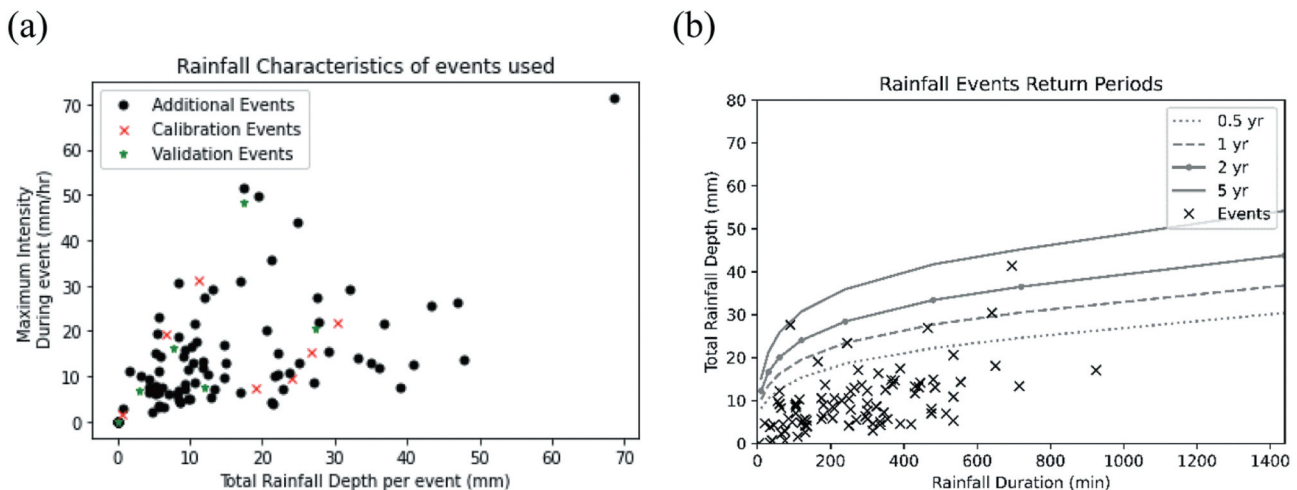 (a)
Rainfall Characteristics of events used
Additional Events
Calibration Events
Validation Events
Maximum Intensity
During event (mm/hr)
70
60
50
40
30
20
10
0
0 10 20 30 40 50 60 70
Total Rainfall Depth per event (mm)
(b)
Rainfall Events Return Periods
0.5 yr
1 yr
2 yr
5 yr
Events
Total Rainfall Depth (mm)
80
70
60
50
40
30
20
10
0
0 200 400 600 800 1000 1200 1400
Rainfall Duration (min)